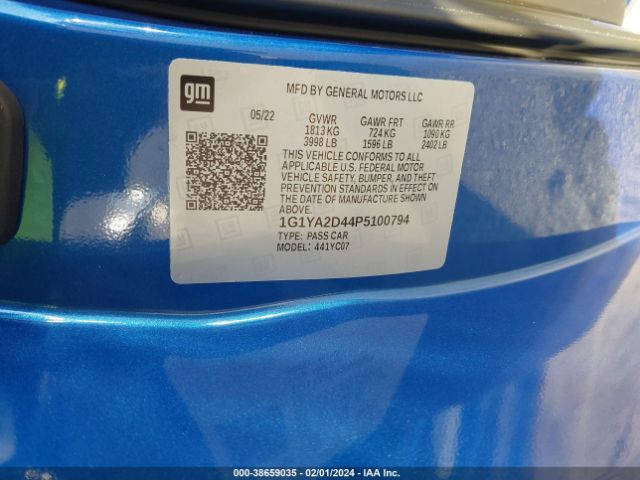 gm
MFD BY GENERAL MOTORS LLC
05/22
GVWR GAWR FRT GAWR RR
1813 KG 724 KG 1090 KG
3998 LB 1596 LB 2402 LB
THIS VEHICLE CONFORMS TO ALL
APPLICABLE U.S. FEDERAL MOTOR
VEHICLE SAFETY, BUMPER, AND THEFT
PREVENTION STANDARDS IN EFFECT ON
THE DATE OF MANUFACTURE SHOWN
ABOVE.
1G1YA2D44P5100794
TYPE: PASS CAR
MODEL: 441YC07
000-38659035 - 02/01/2024 - IAA Inc.